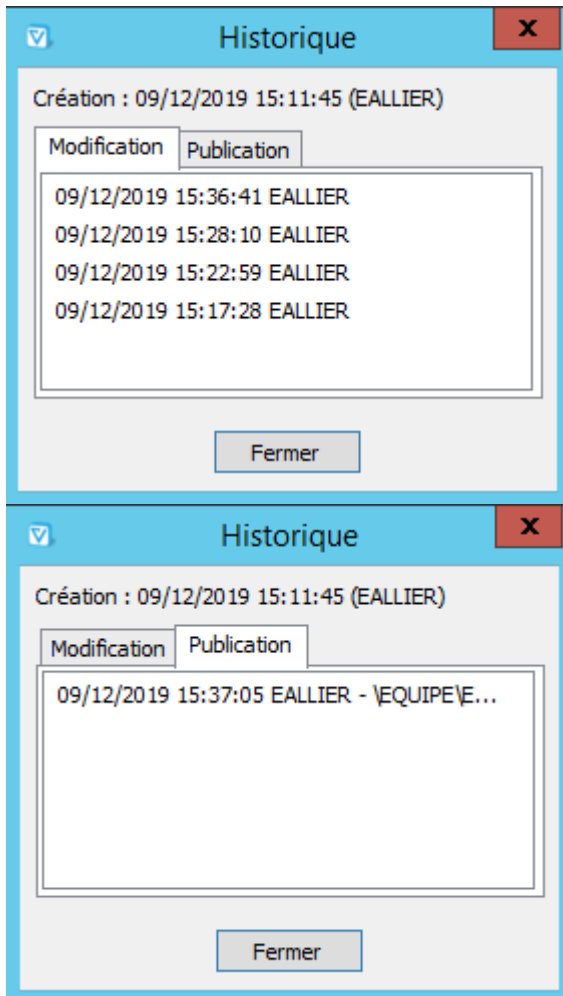 Historique
x
Création : 09/12/2019 15:11:45 (EALLIER)
Modification Publication
09/12/2019 15:36:41 EALLIER
09/12/2019 15:28:10 EALLIER
09/12/2019 15:22:59 EALLIER
09/12/2019 15:17:28 EALLIER
Fermer
Historique
x
Création : 09/12/2019 15:11:45 (EALLIER)
Modification Publication
09/12/2019 15:37:05 EALLIER - \EQUIPE\E...
Fermer